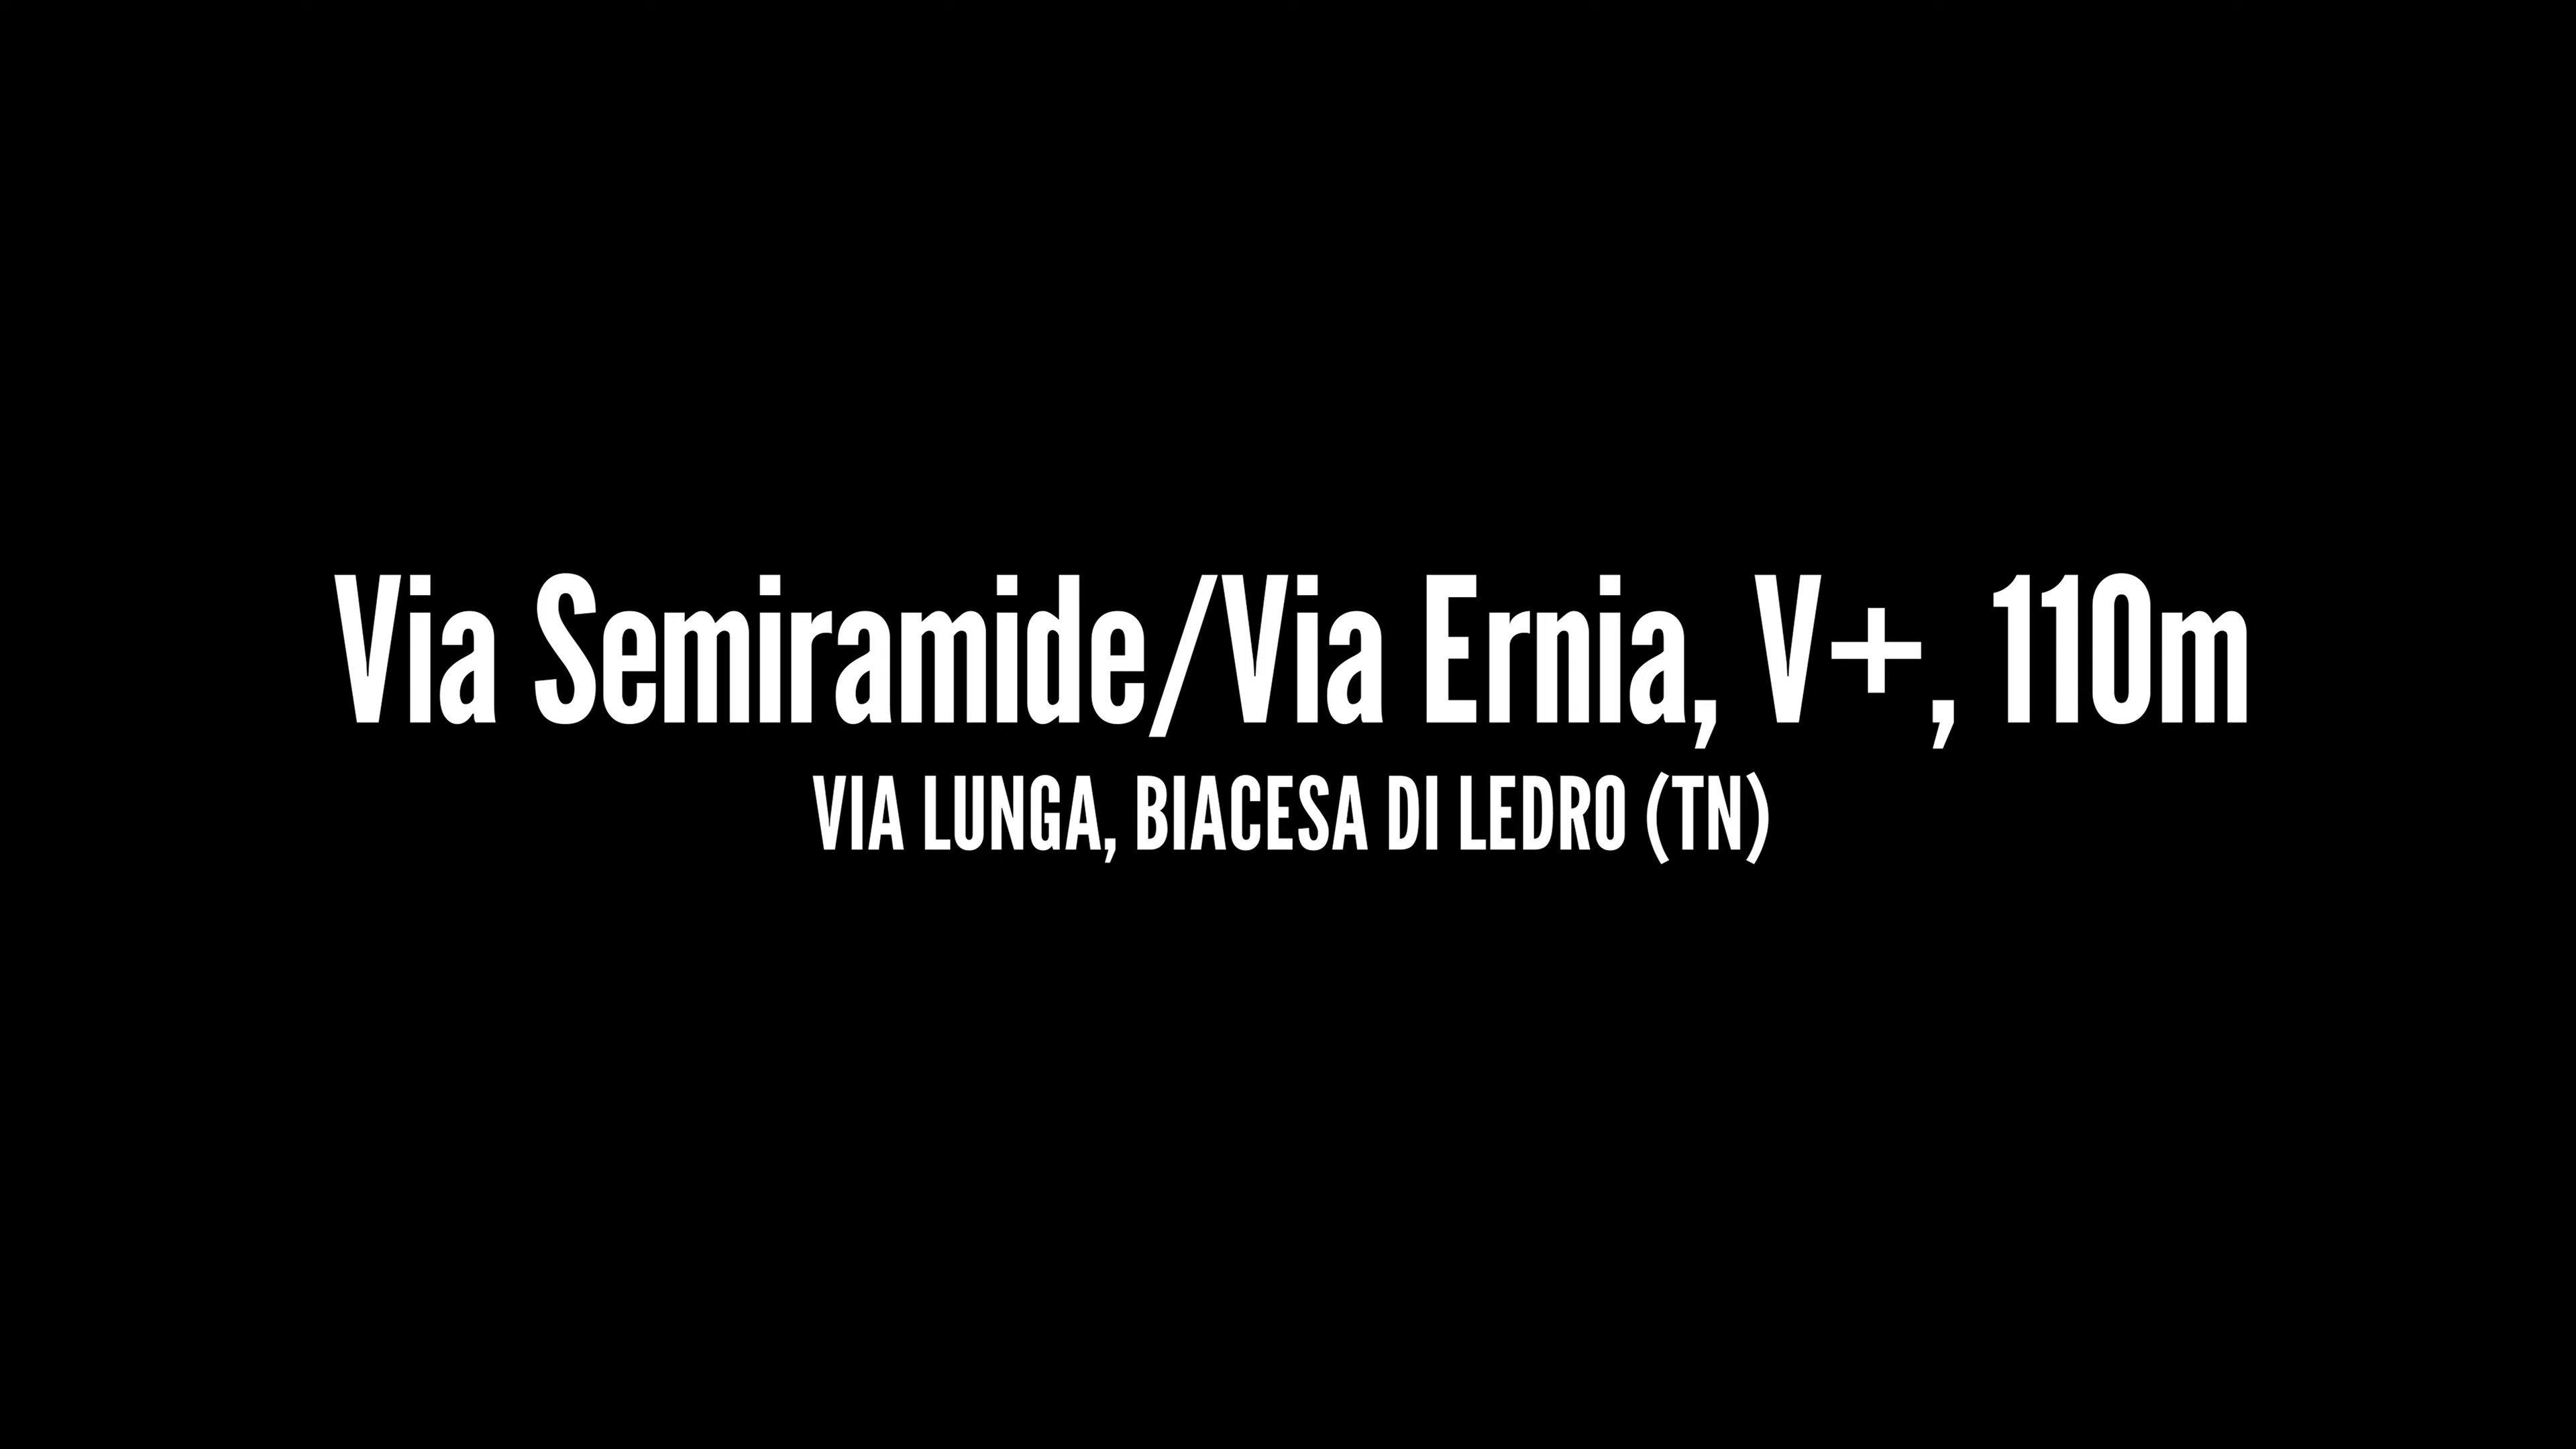 Via Semiramide/Via Ernia, V+, 110m
VIA LUNGA, BIACESA DI LEDRO (TN)